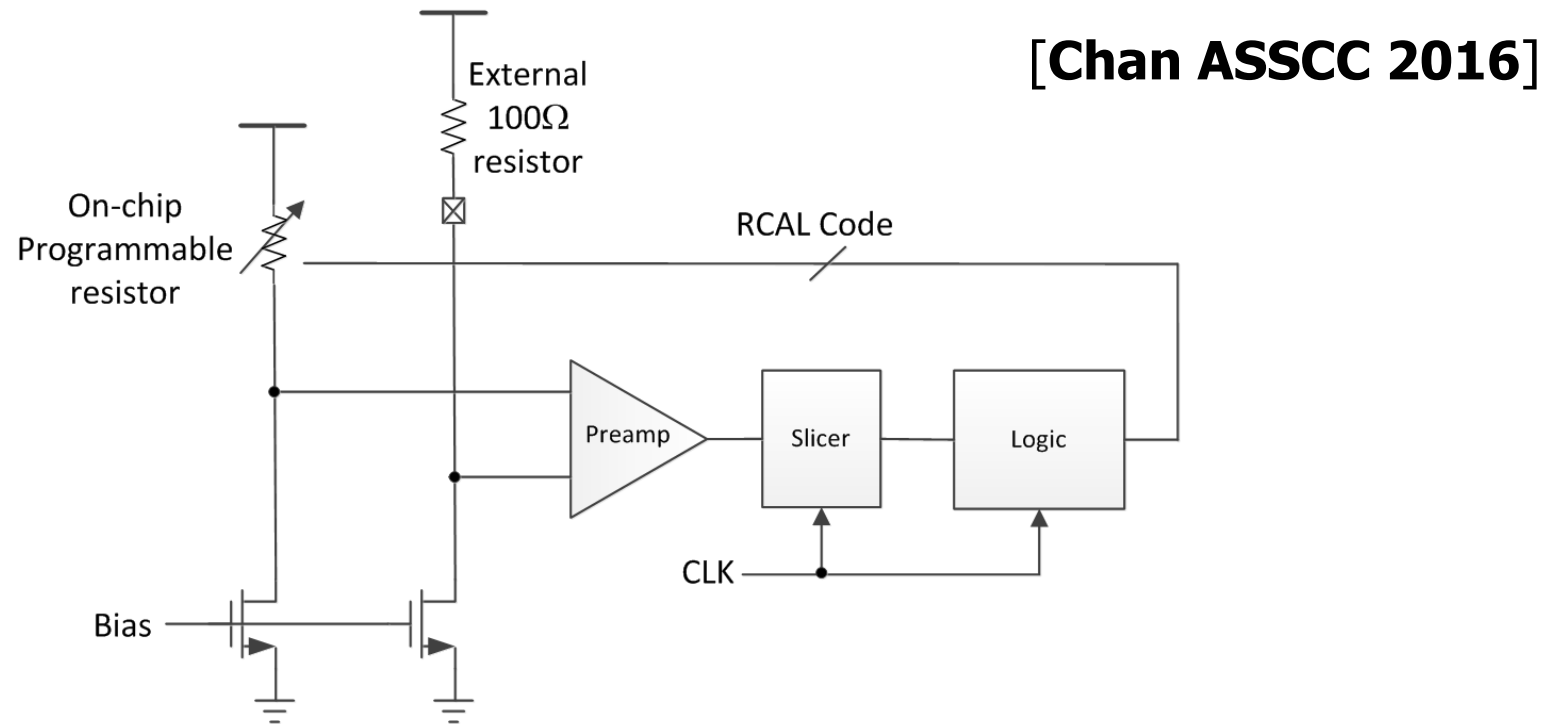 [Chan ASSCC 2016]
External
100Ω
resistor
On-chip
Programmable
resistor
RCAL Code
Preamp
Slicer
Logic
CLK
Bias